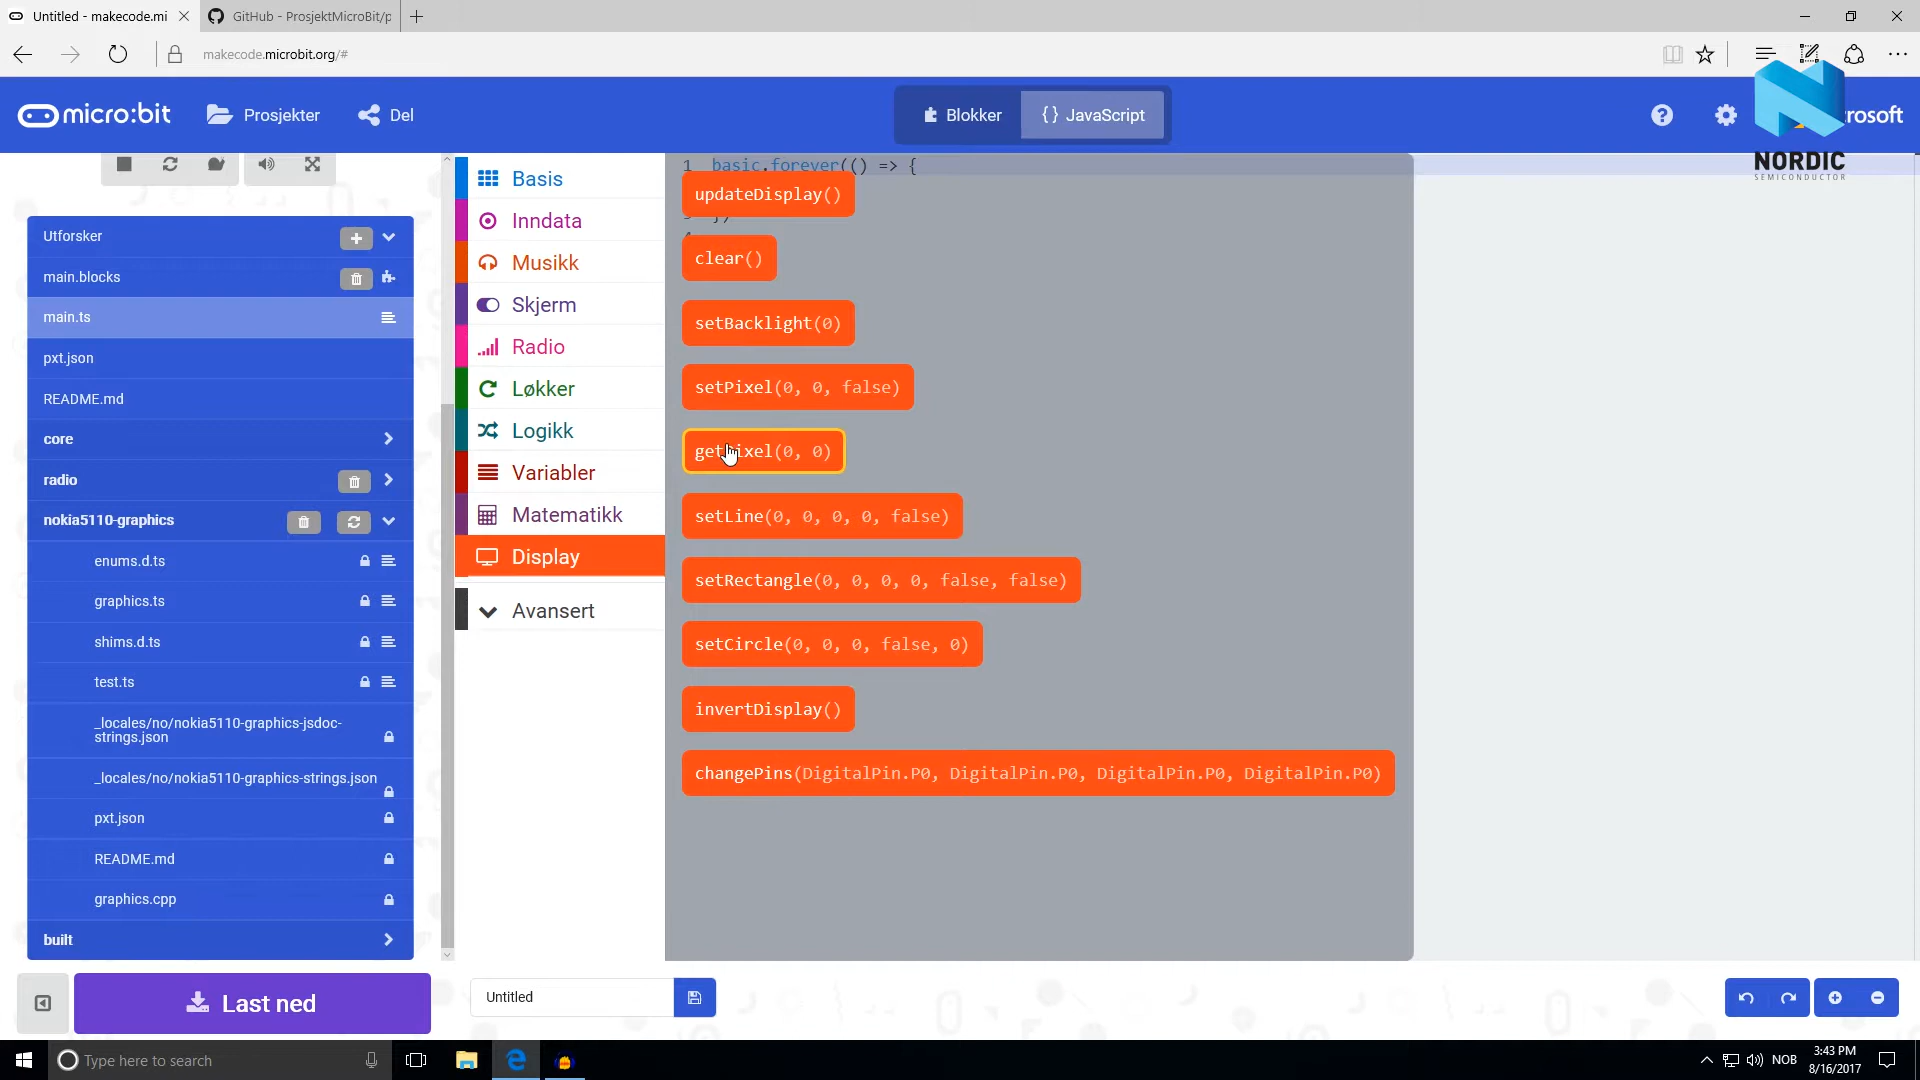 Untitled - makecode.mi
GitHub - ProsjektMicroBit/p
makecode.microbit.org/#
micro:bit
Prosjekter
Del
Blokker
{} JavaScript
rosoft
NORDIC
SEMICONDUCTOR
Utforsker
main.blocks
main.ts
pxt.json
README.md
core
radio
nokia5110-graphics
enums.d.ts
graphics.ts
shims.d.ts
test.ts
_locales/no/nokia5110-graphics-jsdoc-
strings.json
_locales/no/nokia5110-graphics-strings.json
pxt.json
README.md
graphics.cpp
built
Basis
Inndata
Musikk
Skjerm
Radio
Løkker
Logikk
Variabler
Matematikk
Display
Avansert
1 basic.forever(() => {
updateDisplay()
clear()
setBacklight(0)
setPixel(0, 0, false)
getPixel(0, 0)
setLine(0, 0, 0, 0, false)
setRectangle(0, 0, 0, 0, false, false)
setCircle(0, 0, 0, false, 0)
invertDisplay()
changePins(DigitalPin.P0, DigitalPin.P0, DigitalPin.P0, DigitalPin.P0)
Last ned
Untitled
Type here to search
NOB
3:43 PM
8/16/2017